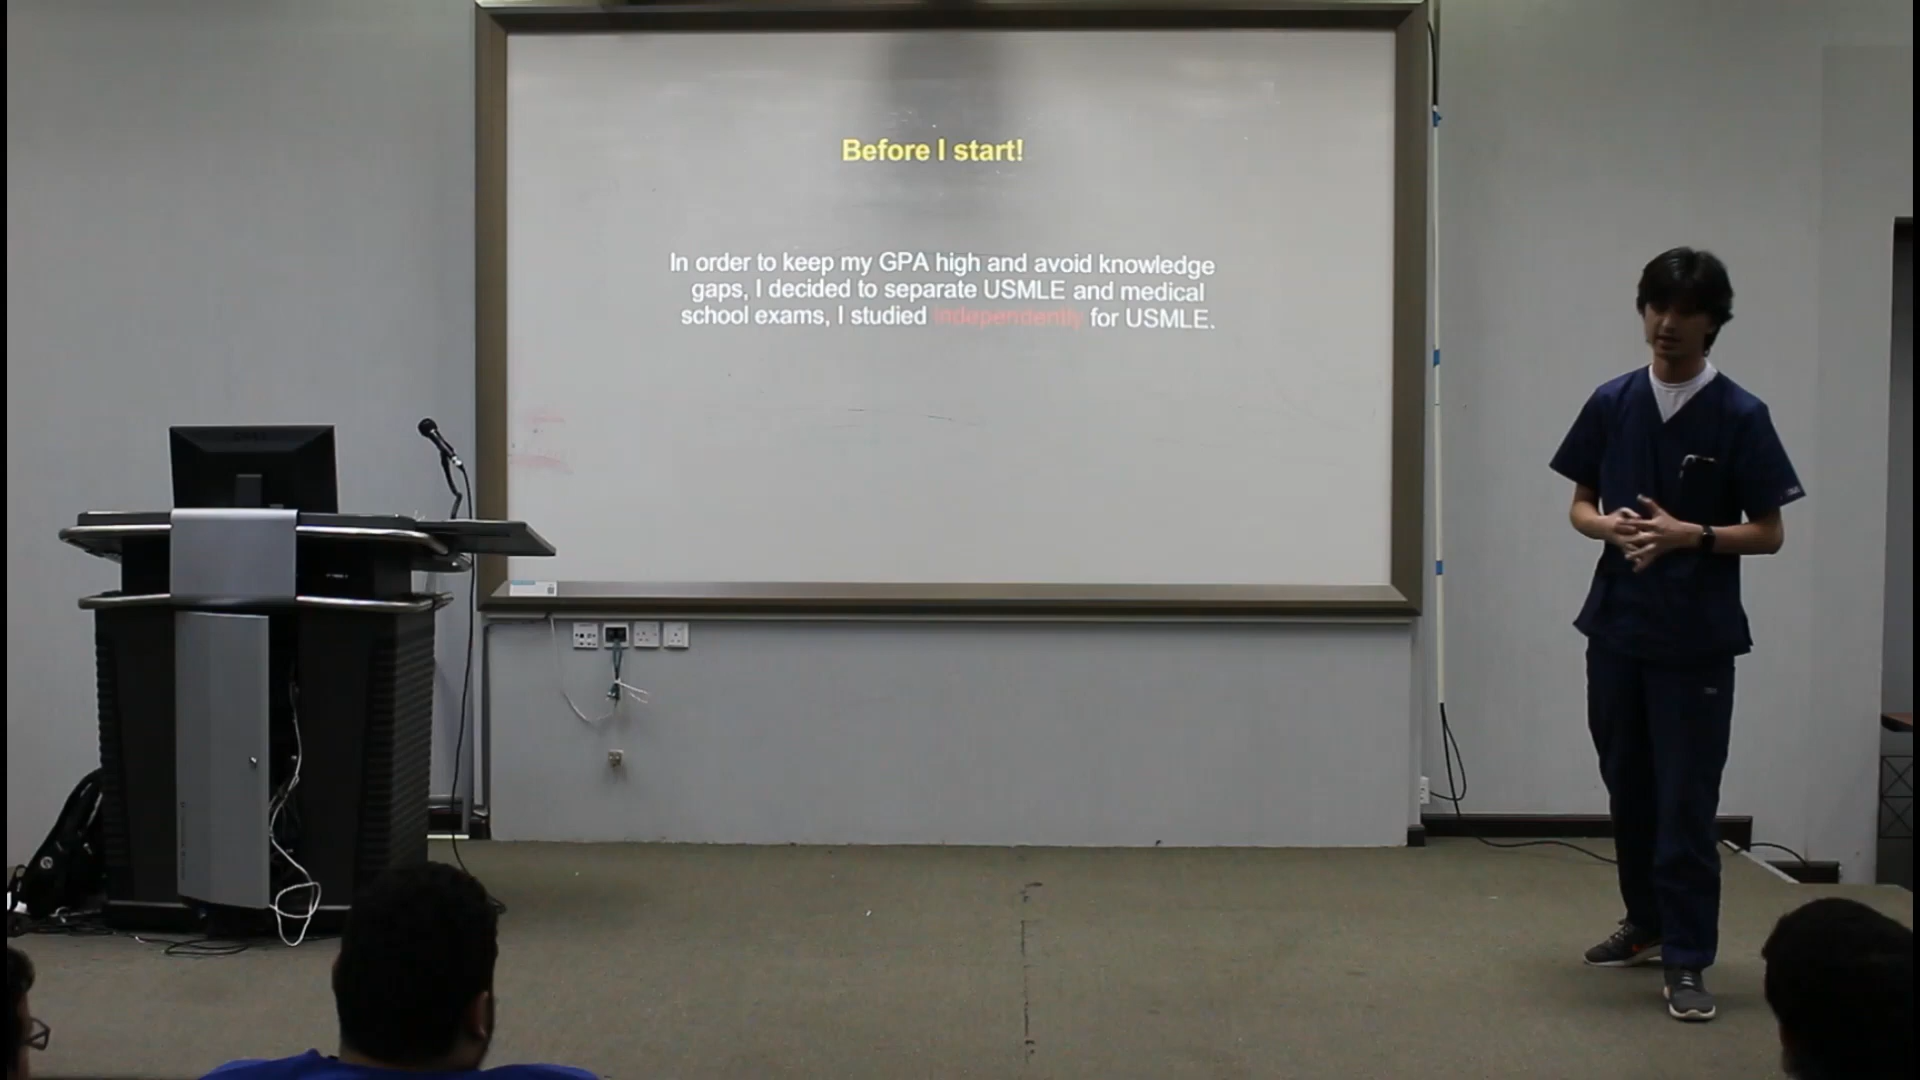 Before I start!
In order to keep my GPA high and avoid knowledge
gaps, I decided to separate USMLE and medical
school exams, I studied independently for USMLE.
DELL